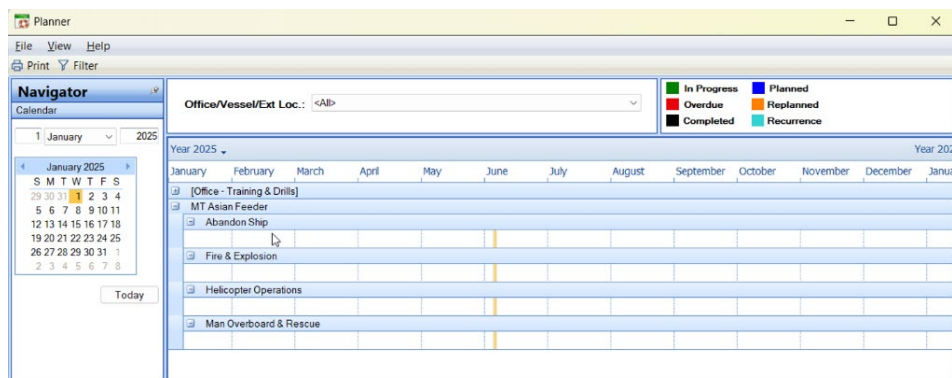 Planner
File View Help
Print Filter
Navigator
Calendar
1 January 2025
January 2025
S M T W T F S
29 30 31 1 2 3 4
5 6 7 8 9 10 11
12 13 14 15 16 17 18
19 20 21 22 23 24 25
26 27 28 29 30 31 1
2 3 4 5 6 7 8
Today
Office/Vessel/Ext Loc.: <All>
In Progress Planned
Overdue Replanned
Completed Recurrence
Year 2025 Year 202
January February March April May June July August September October November December Janua
[Office - Training & Drills]
MT Asian Feeder
Abandon Ship
Fire & Explosion
Helicopter Operations
Man Overboard & Rescue